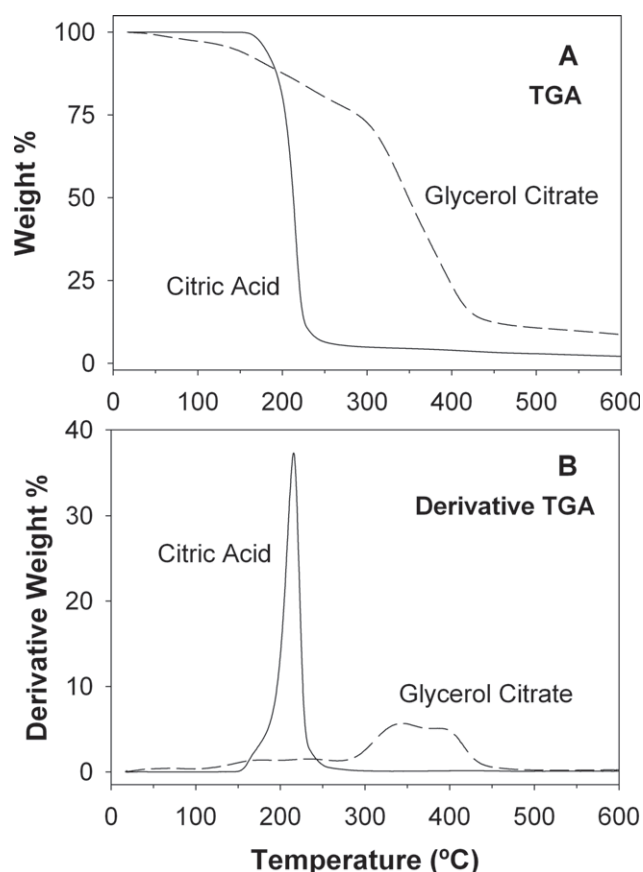 100
A
TGA
75
Weight %
50
Glycerol Citrate
25
Citric Acid
0
0 100 200 300 400 500 600
40
B
Derivative TGA
30
Citric Acid
Derivative Weight %
20
10
Glycerol Citrate
0
0 100 200 300 400 500 600
Temperature (ºC)